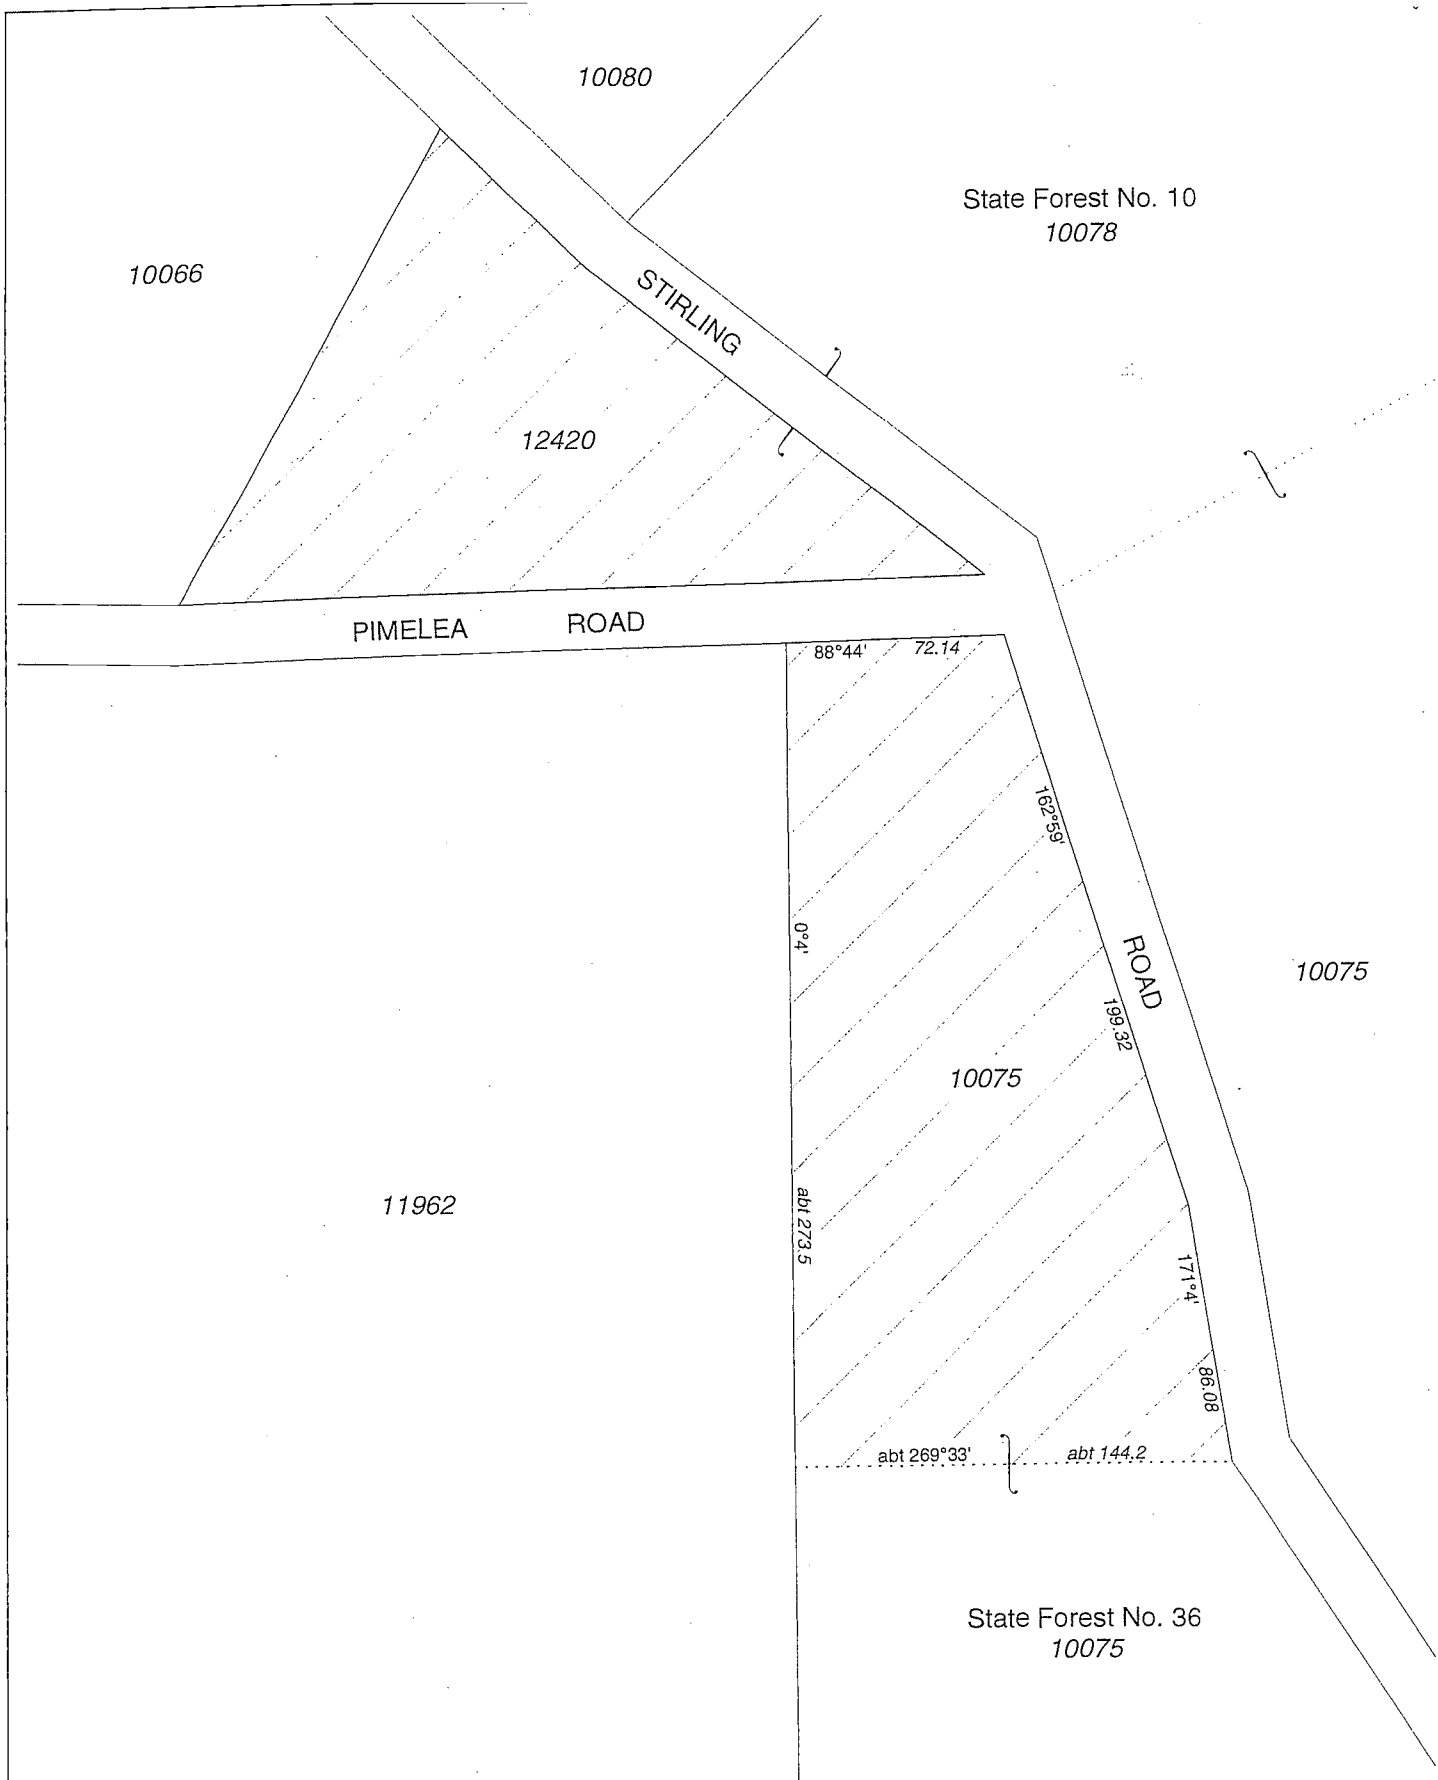 10080
State Forest No. 10
10078
10066
STIRLING
12420
PIMELEA ROAD
88°44' 72.14
162°59'
0°4'
ROAD
10075
199.32
10075
11962
abt 273.5
171°4'
86.08
abt 269°33' abt 144.2
State Forest No. 36
10075